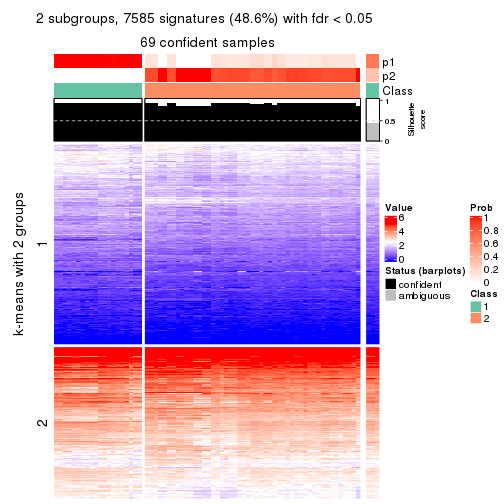 2 subgroups, 7585 signatures (48.6%) with fdr < 0.05
69 confident samples
p1
p2
Class
1
0.5
0
Silhouette
score
k-means with 2 groups
1
2
Value
6
4
2
0
Status (barplots)
confident
ambiguous
Prob
1
0.8
0.6
0.4
0.2
0
Class
1
2